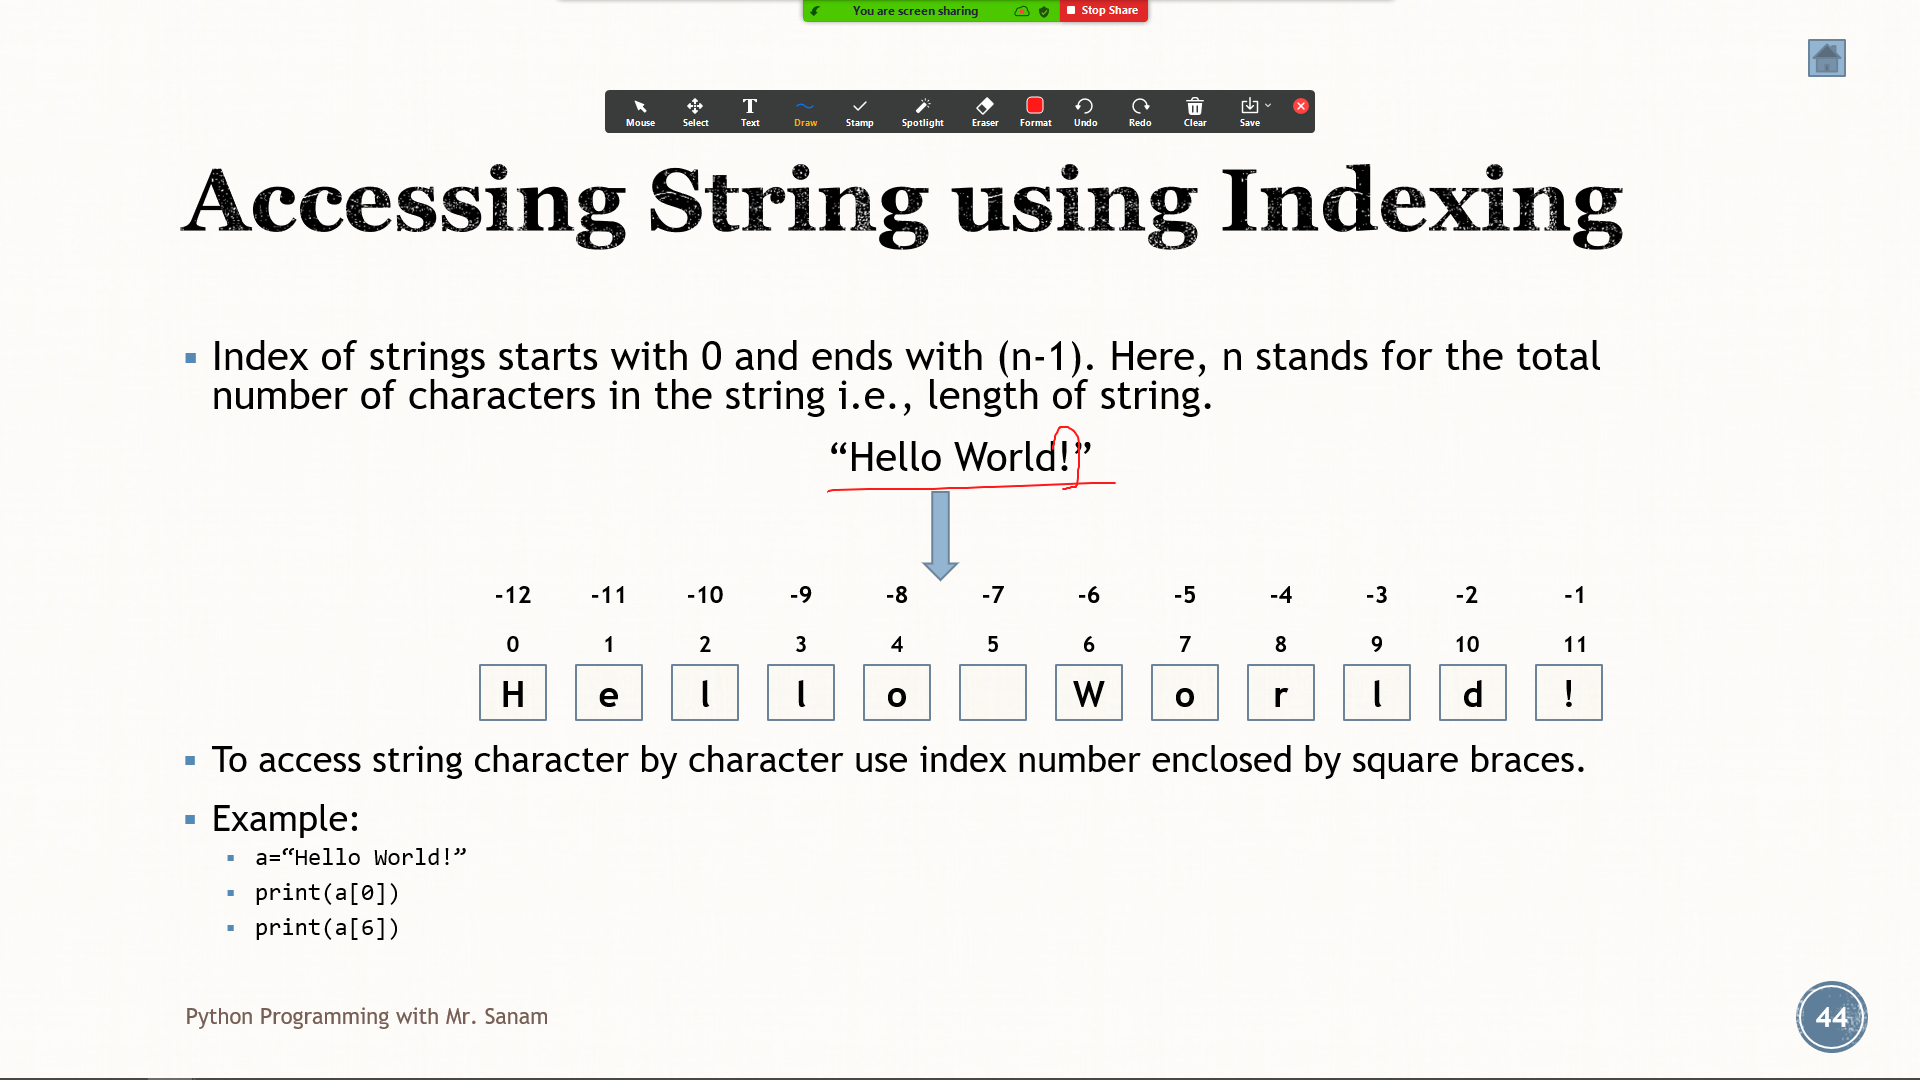 You are screen sharing Stop Share
Mouse Select Text Draw Stamp Spotlight Eraser Format Undo Redo Clear Save
Accessing String using Indexing
Index of strings starts with 0 and ends with (n-1). Here, n stands for the total
number of characters in the string i.e., length of string.
“Hello World!”
-12 -11 -10 -9 -8 -7 -6 -5 -4 -3 -2 -1
0 1 2 3 4 5 6 7 8 9 10 11
H e l l o W o r l d !
To access string character by character use index number enclosed by square braces.
Example:
a=“Hello World!”
print(a[0])
print(a[6])
Python Programming with Mr. Sanam
44